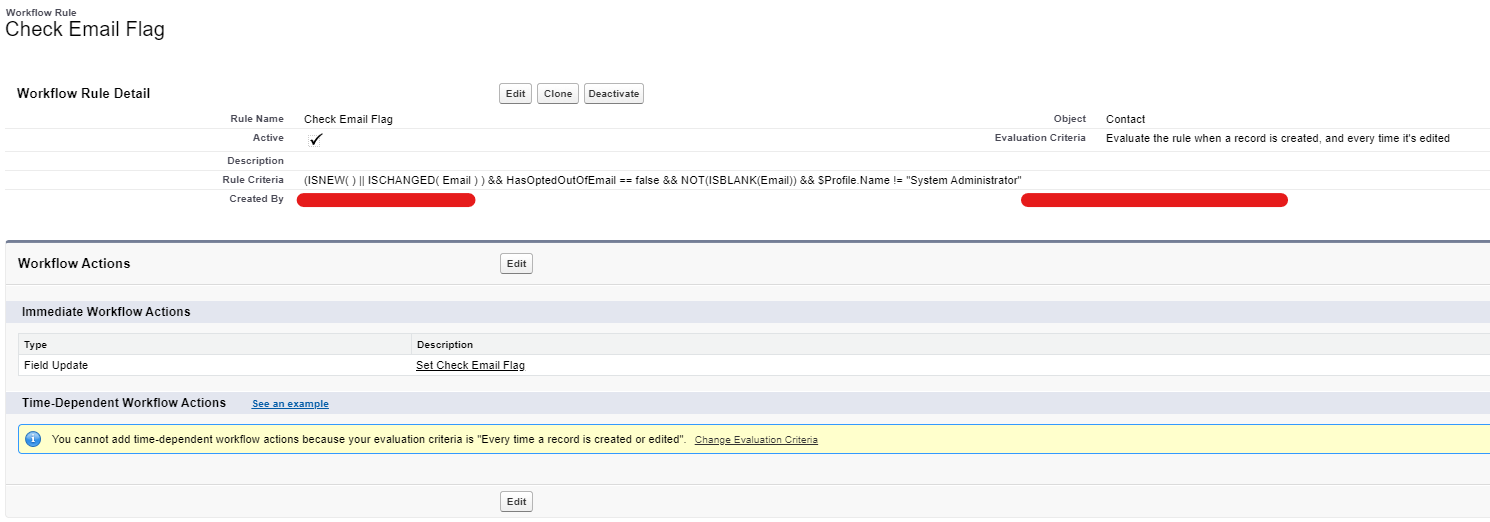 Workflow Rule
Check Email Flag
Workflow Rule Detail Edit Clone Deactivate
Rule Name Check Email Flag Object Contact
Active Evaluation Criteria Evaluate the rule when a record is created, and every time it's edited
Description
Rule Criteria (ISNEW( ) || ISCHANGED( Email ) ) && HasOptedOutOfEmail == false && NOT(ISBLANK(Email)) && $Profile.Name != "System Administrator"
Created By
Workflow Actions Edit
Immediate Workflow Actions
Type Description
Field Update Set Check Email Flag
Time-Dependent Workflow Actions See an example
i You cannot add time-dependent workflow actions because your evaluation criteria is "Every time a record is created or edited". Change Evaluation Criteria
Edit